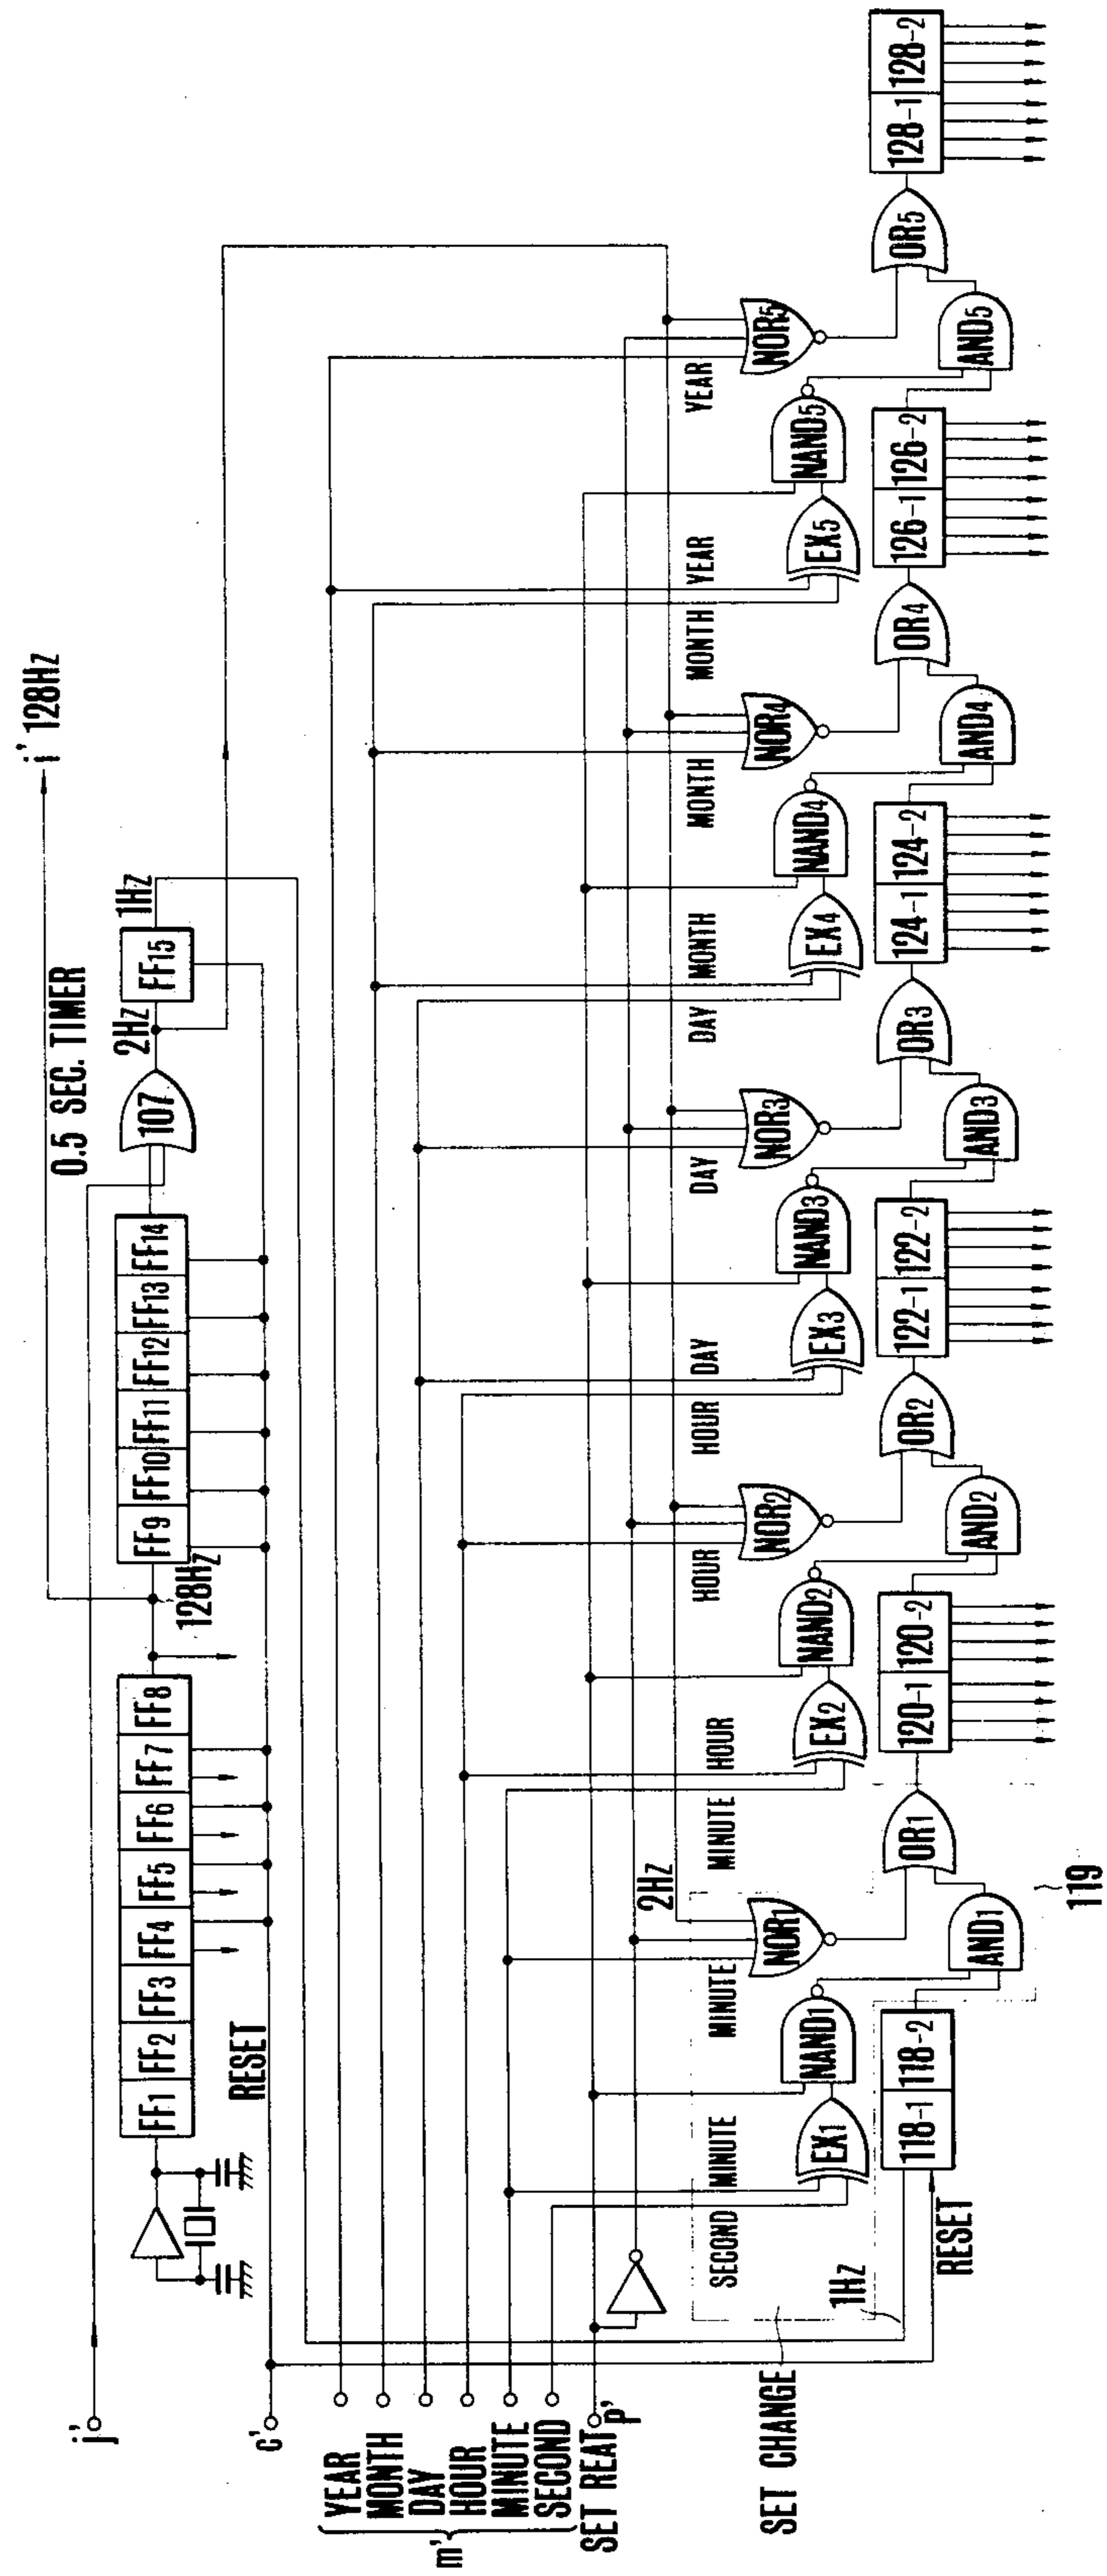 j'
i' 128Hz
0.5 SEC. TIMER
FF1 FF2 FF3 FF4 FF5 FF6 FF7 FF8
128Hz
FF9 FF10 FF11 FF12 FF13 FF14
107
2Hz
FF15
1Hz
c'
RESET
m'
YEAR
MONTH
DAY
HOUR
MINUTE
SECOND
SET REAT
p'
SET CHANGE
2Hz
SECOND MINUTE
MINUTE
MINUTE HOUR
HOUR
HOUR DAY
DAY
DAY MONTH
MONTH
MONTH YEAR
YEAR
NOR1 NOR2 NOR3 NOR4 NOR5
NAND1 NAND2 NAND3 NAND4 NAND5
EX1 EX2 EX3 EX4 EX5
1Hz
RESET
118-1 118-2
OR1
120-1 120-2
OR2
122-1 122-2
OR3
124-1 124-2
OR4
126-1 126-2
OR5
128-1 128-2
AND1 AND2 AND3 AND4 AND5
119